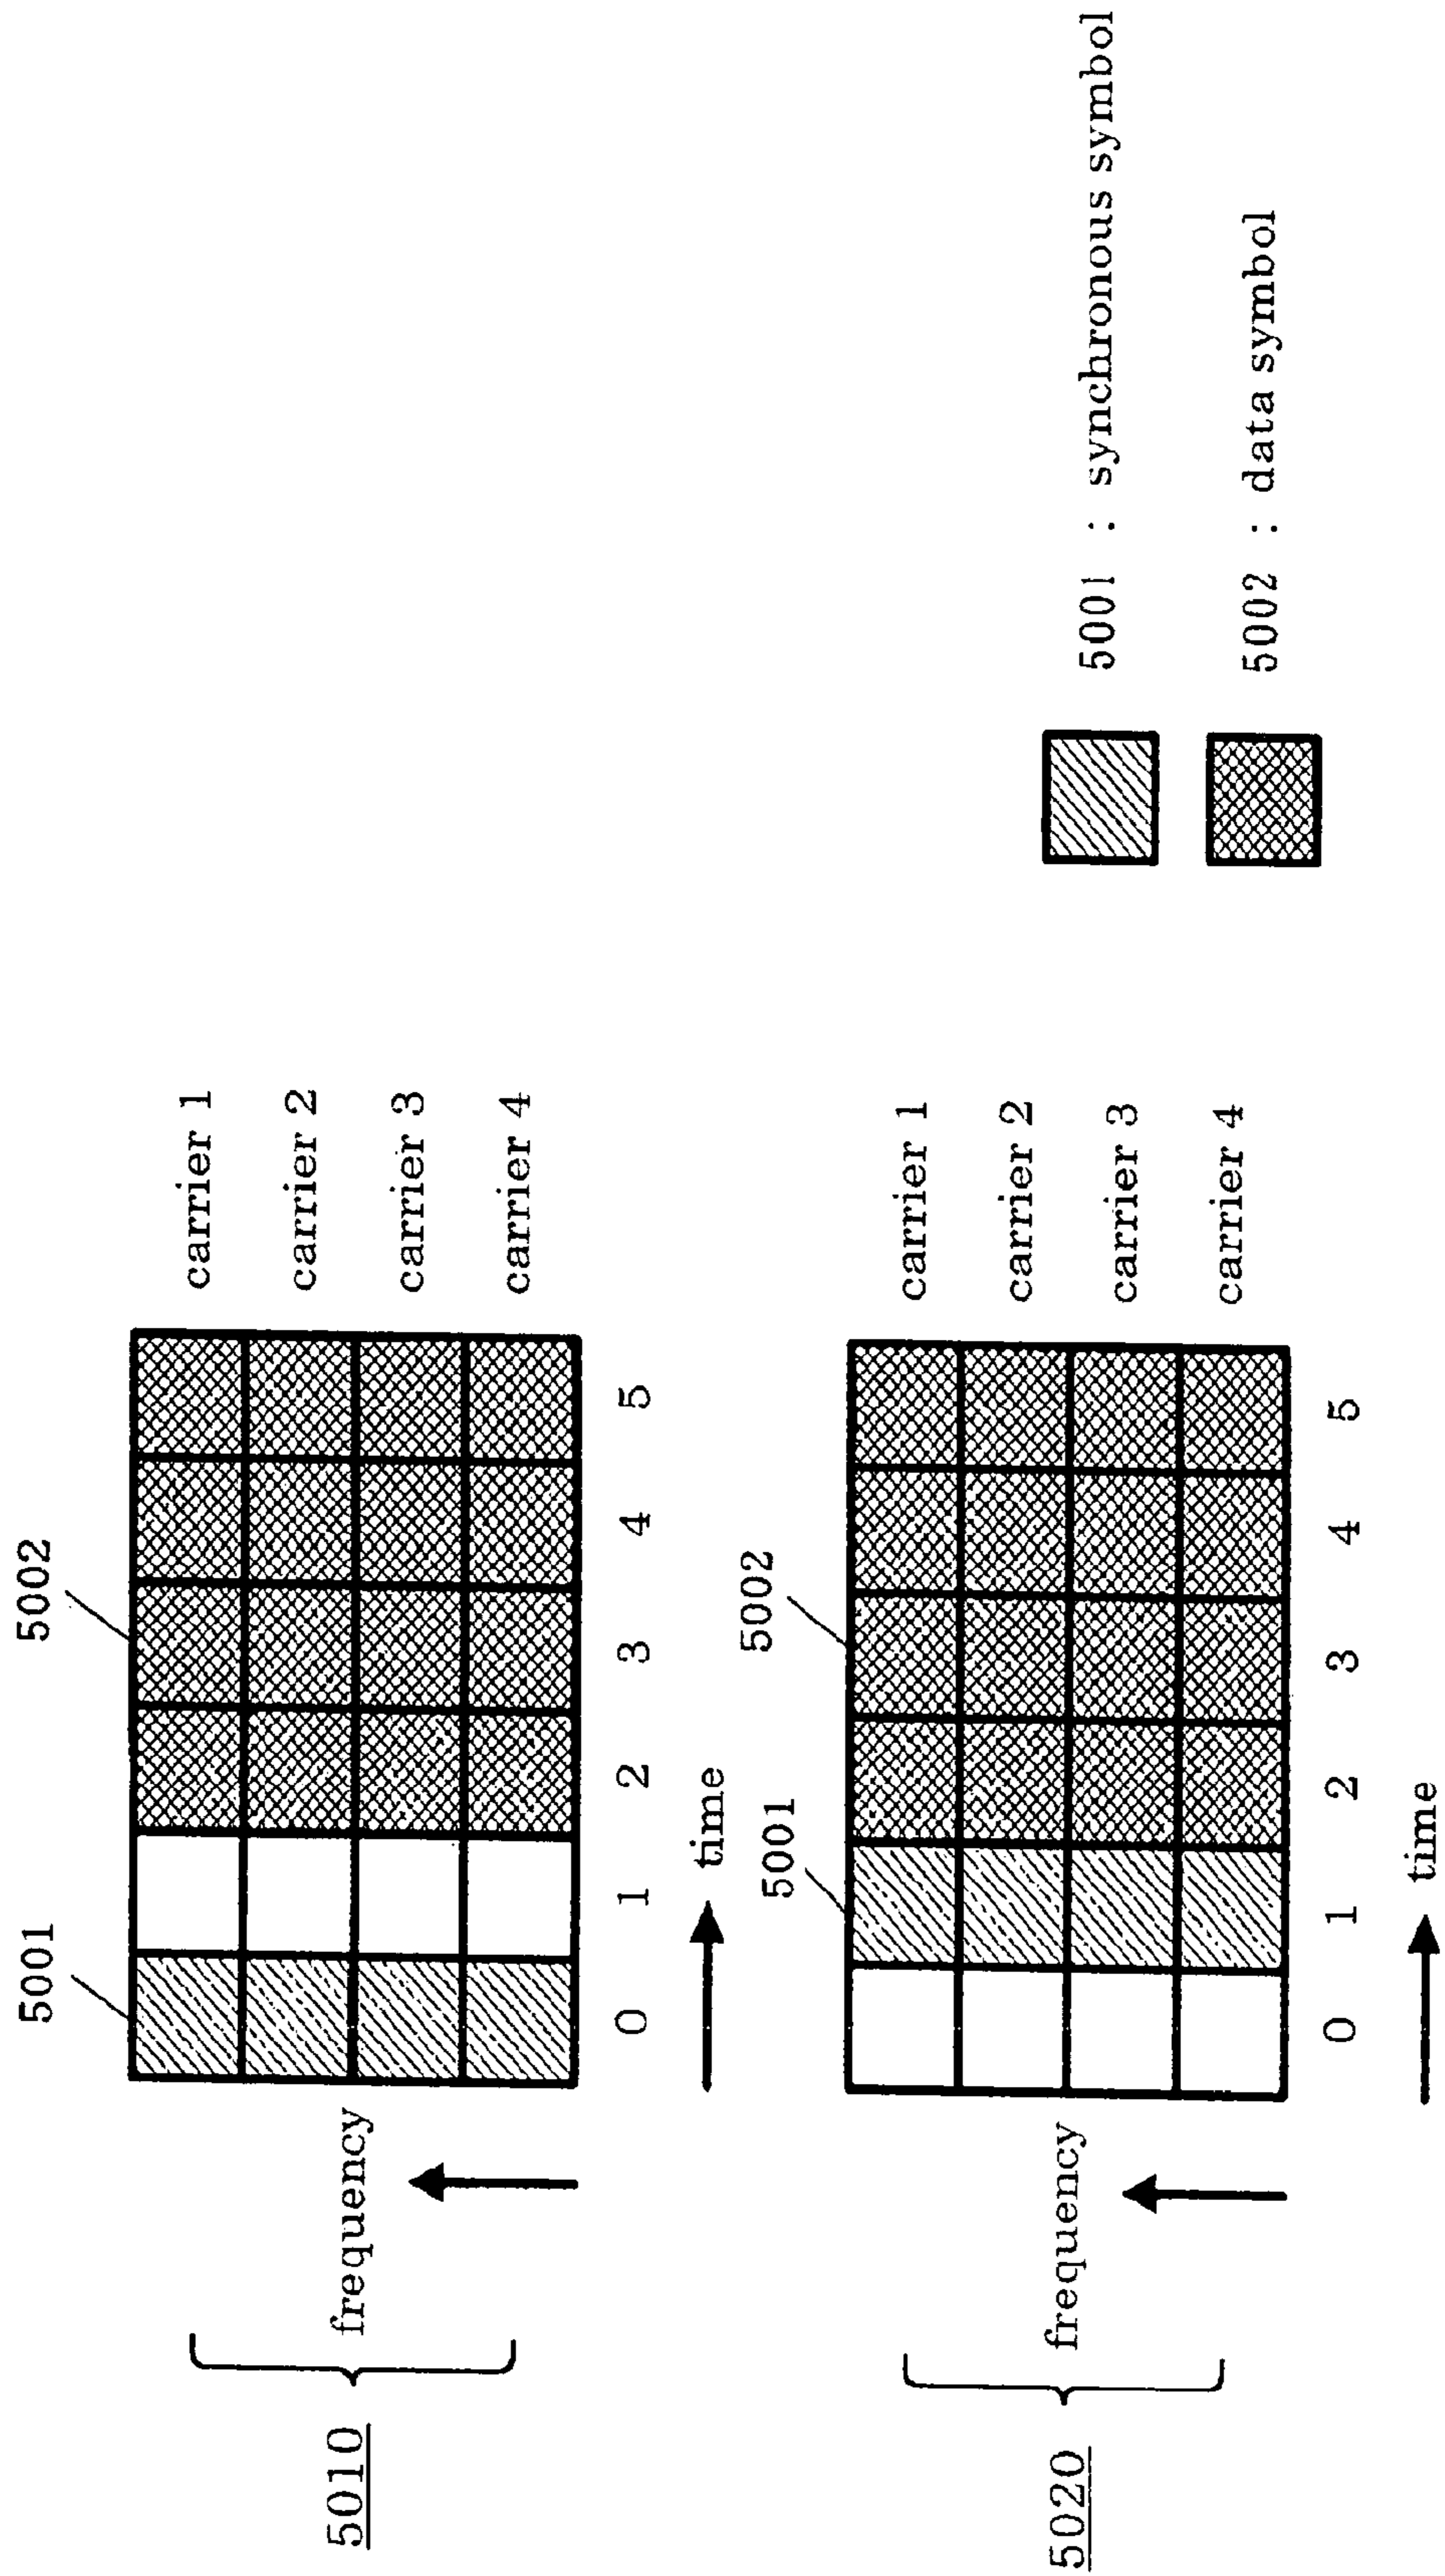 5001
5002
5010
frequency
carrier 1
carrier 2
carrier 3
carrier 4
0 1 2 3 4 5
time
5001
5002
5020
frequency
carrier 1
carrier 2
carrier 3
carrier 4
0 1 2 3 4 5
time
5001 : synchronous symbol
5002 : data symbol